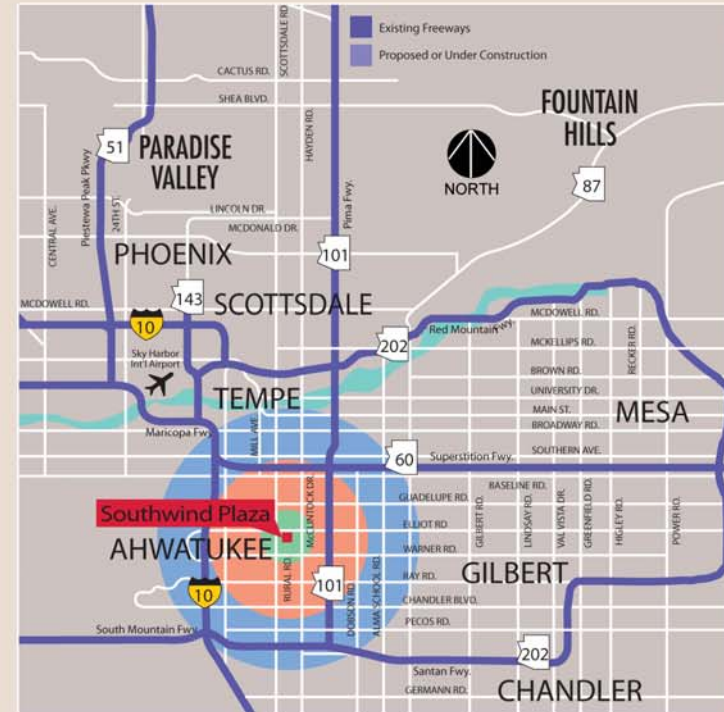 Existing Freeways
Proposed or Under Construction
SCOTTSDALE RD
CACTUS RD.
SHEA BLVD.
HAYDEN RD.
FOUNTAIN
HILLS
51
PARADISE
VALLEY
NORTH
87
Piestewa Peak Pkwy
24TH ST.
CENTRAL AVE.
LINCOLN DR.
MCDONALD DR.
Pima Fwy.
PHOENIX
101
143
SCOTTSDALE
MCDOWELL RD.
10
Sky Harbor
Int'l Airport
202
Red Mountain Fwy.
MCDOWELL RD.
MCKELLIPS RD.
RECKER RD.
BROWN RD.
UNIVERSITY DR.
TEMPE
MAIN ST.
MESA
BROADWAY RD.
Maricopa Fwy.
MILL AVE.
SOUTHERN AVE.
60
Superstition Fwy.
BASELINE RD.
GUADELUPE RD.
MCCLINTOCK DR.
GILBERT RD.
LINDSAY RD.
VAL VISTA DR.
GREENFIELD RD.
HIGLEY RD.
POWER RD.
Southwind Plaza
ELLIOT RD.
AHWATUKEE
WARNER RD.
RURAL RD
101
RAY RD.
GILBERT
10
DOBSON RD.
ALMA SCHOOL RD.
CHANDLER BLVD.
PECOS RD.
South Mountain Fwy.
202
Santan Fwy.
GERMANN RD.
CHANDLER